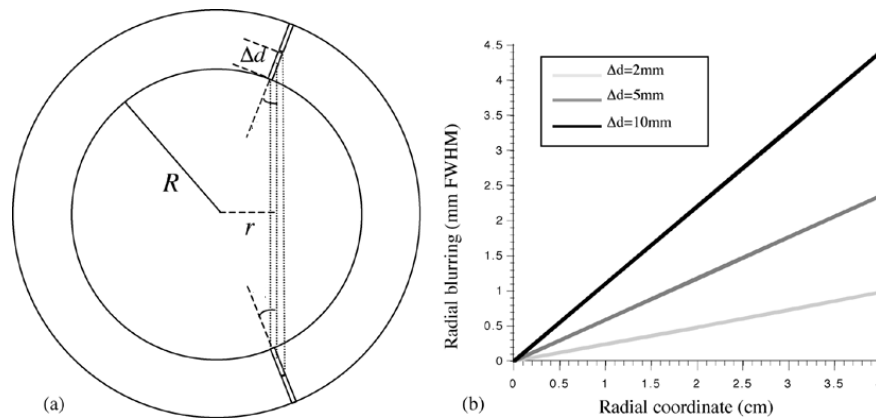 Δd
R
r
(a)
Radial blurring (mm FWHM)
4.5
4
3.5
3
2.5
2
1.5
1
0.5
0
Δd=2mm
Δd=5mm
Δd=10mm
0 0.5 1 1.5 2 2.5 3 3.5 4
(b) Radial coordinate (cm)